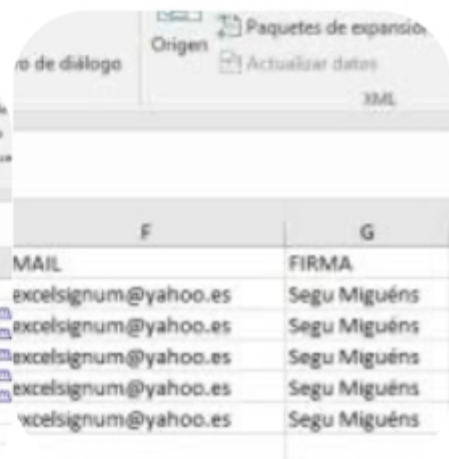 Paquetes de expansió
Origen
o de diálogo
Actualizar datos
XML
F G
MAIL FIRMA
excelsignum@yahoo.es Segu Miguéns
excelsignum@yahoo.es Segu Miguéns
excelsignum@yahoo.es Segu Miguéns
excelsignum@yahoo.es Segu Miguéns
xcelsignum@yahoo.es Segu Miguéns